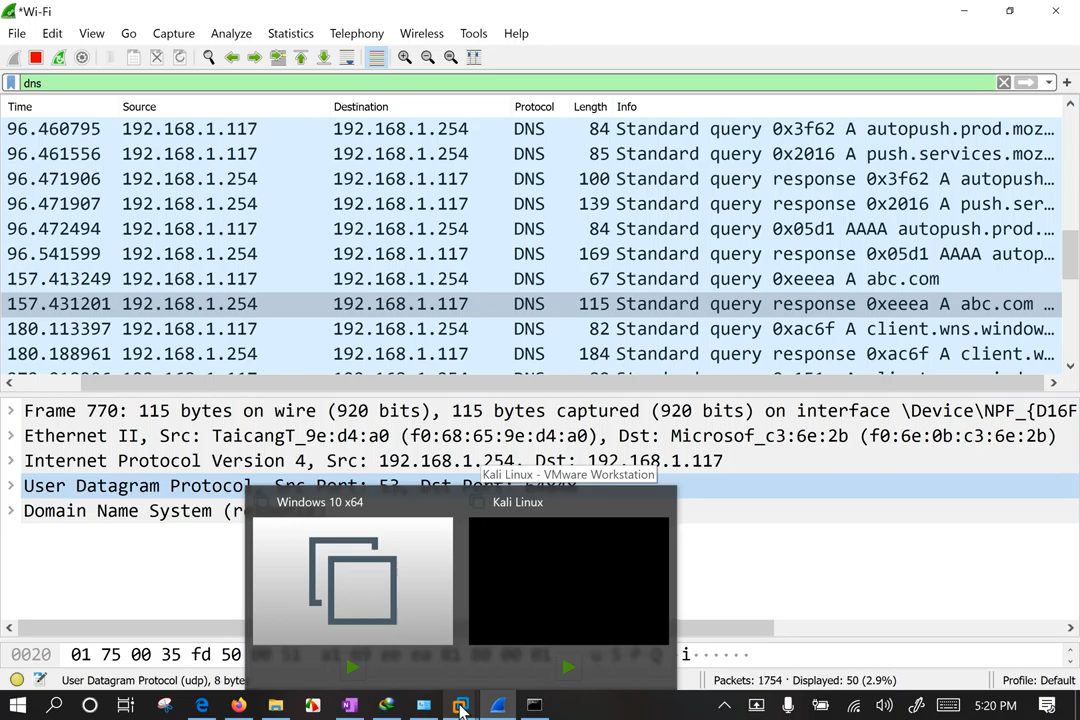 *Wi-Fi
File Edit View Go Capture Analyze Statistics Telephony Wireless Tools Help
dns
Time Source Destination Protocol Length Info
96.460795 192.168.1.117 192.168.1.254 DNS 84 Standard query 0x3f62 A autopush.prod.moz…
96.461556 192.168.1.117 192.168.1.254 DNS 85 Standard query 0x2016 A push.services.moz…
96.471906 192.168.1.254 192.168.1.117 DNS 100 Standard query response 0x3f62 A autopush…
96.471907 192.168.1.254 192.168.1.117 DNS 139 Standard query response 0x2016 A push.ser…
96.472494 192.168.1.117 192.168.1.254 DNS 84 Standard query 0x05d1 AAAA autopush.prod.…
96.541599 192.168.1.254 192.168.1.117 DNS 169 Standard query response 0x05d1 AAAA autop…
157.413249 192.168.1.117 192.168.1.254 DNS 67 Standard query 0xeeea A abc.com
157.431201 192.168.1.254 192.168.1.117 DNS 115 Standard query response 0xeeea A abc.com …
180.113397 192.168.1.117 192.168.1.254 DNS 82 Standard query 0xac6f A client.wns.window…
180.188961 192.168.1.254 192.168.1.117 DNS 184 Standard query response 0xac6f A client.w…
Frame 770: 115 bytes on wire (920 bits), 115 bytes captured (920 bits) on interface \Device\NPF_{D16F
Ethernet II, Src: TaicangT_9e:d4:a0 (f0:68:65:9e:d4:a0), Dst: Microsof_c3:6e:2b (f0:6e:0b:c3:6e:2b)
Internet Protocol Version 4, Src: 192.168.1.254, Dst: 192.168.1.117
Kali Linux - VMware Workstation
User Datagram Protocol, Src Port: 53, Dst Port:
Windows 10 x64 Kali Linux
Domain Name System (re
0020 01 75 00 35 fd 50
User Datagram Protocol (udp), 8 byte Packets: 1754 · Displayed: 50 (2.9%) Profile: Default
5:20 PM